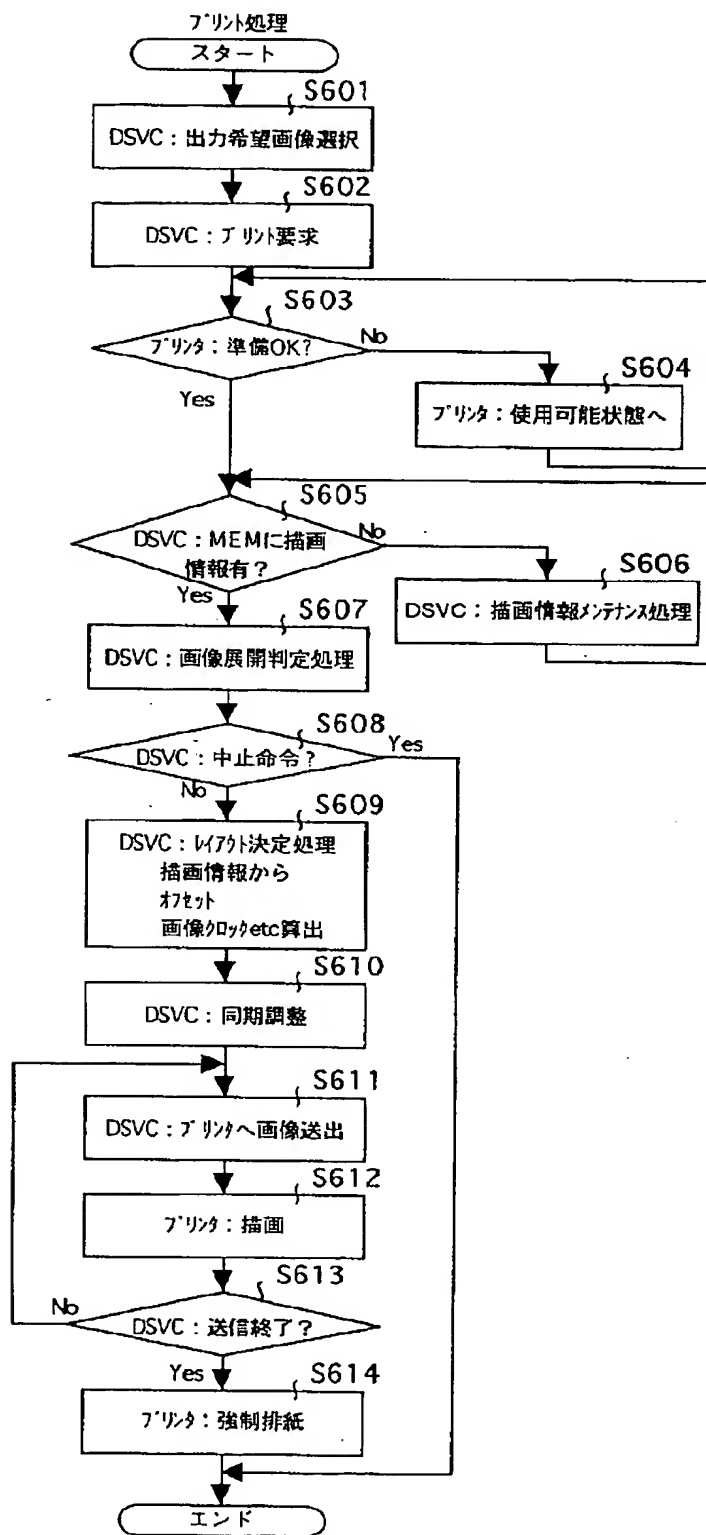 プリント処理
スタート
S601
DSVC：出力希望画像選択
S602
DSVC：プリント要求
S603
プリンタ：準備OK?
No
Yes
S604
プリンタ：使用可能状態へ
S605
DSVC：MEMに描画
情報有？
No
Yes
S606
DSVC：描画情報メンテナンス処理
S607
DSVC：画像展開判定処理
S608
DSVC：中止命令？
Yes
No
S609
DSVC：レイアウト決定処理
描画情報から
オフセット
画像クロックetc算出
S610
DSVC：同期調整
S611
DSVC：プリンタへ画像送出
S612
プリンタ：描画
S613
No
DSVC：送信終了？
Yes
S614
プリンタ：強制排紙
エンド